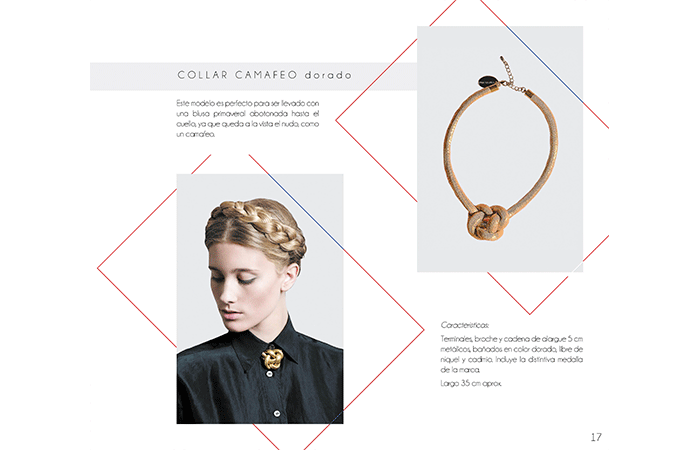 COLLAR CAMAFEO dorado
Este modelo es perfecto para ser llevado con
una blusa primaveral abotonada hasta el
cuello, ya que queda a la vista el nudo, como
un camafeo.
Características:
Terminales, broche y cadena de alargue 5 cm
metálicos, bañados en color dorado, libre de
niquel y cadmio. Incluye la distintiva medalla
de la marca.
Largo 35 cm aprox.
17